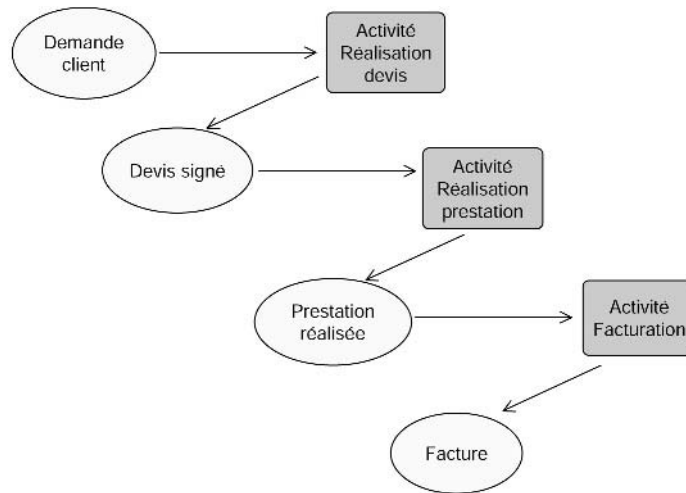 Demande
client
Activité
Réalisation
devis
Devis signé
Activité
Réalisation
prestation
Prestation
réalisée
Activité
Facturation
Facture